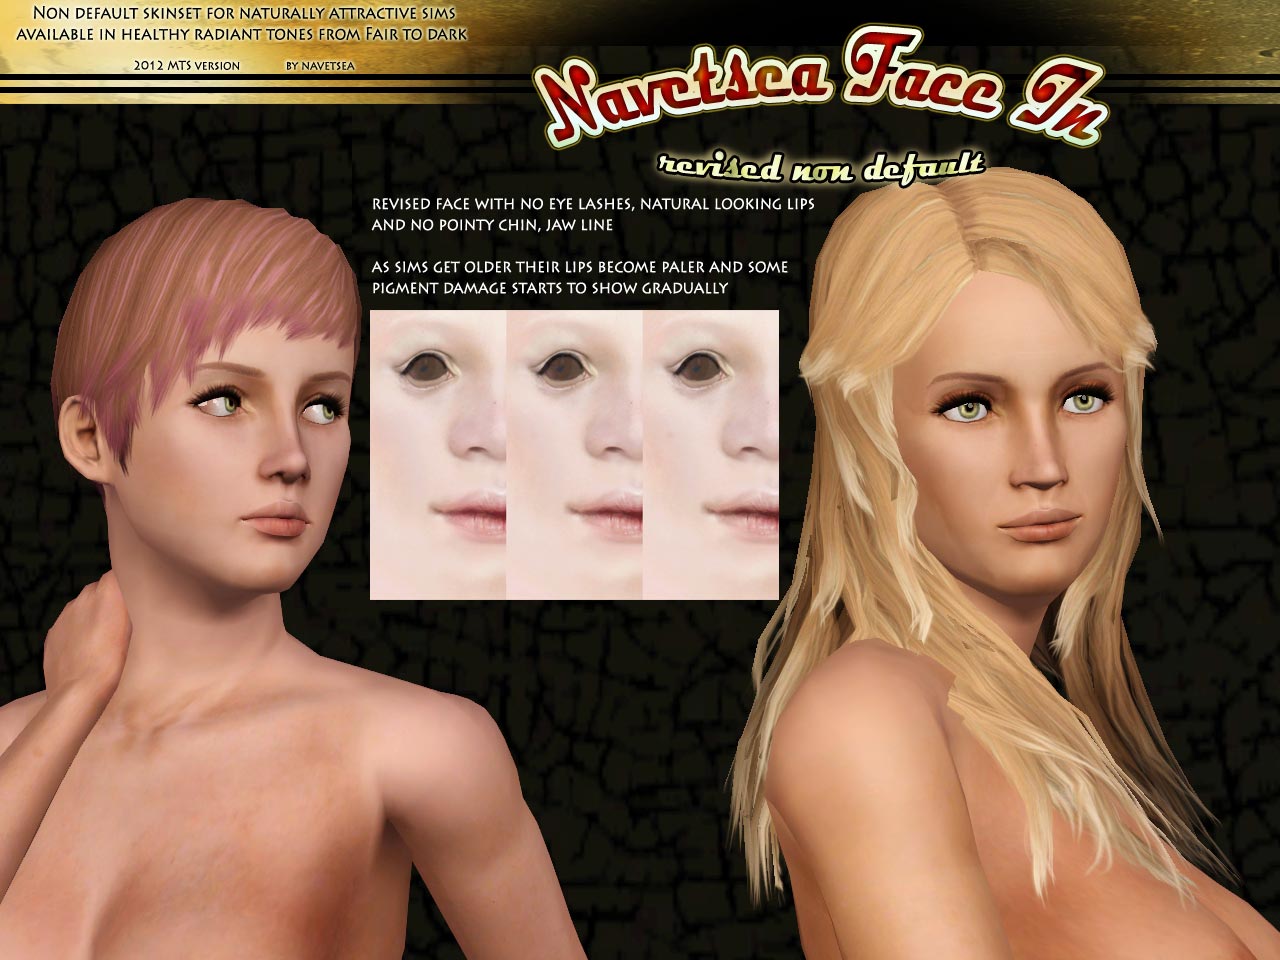 Non default skinset for naturally attractive sims
available in healthy radiant tones from Fair to dark
2012 MTS version by navetsea
Navetsea Face In
revised non default
revised face with no eye lashes, natural looking lips
and no pointy chin, jaw line
as sims get older their lips become paler and some
pigment damage starts to show gradually